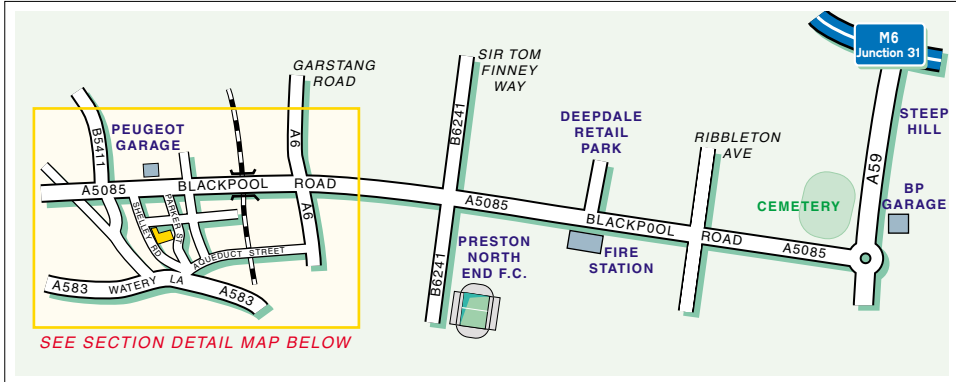 M6
Junction 31
GARSTANG
ROAD
SIR TOM
FINNEY
WAY
B5411
PEUGEOT
GARAGE
A6
B6241
DEEPDALE
RETAIL
PARK
RIBBLETON
AVE
STEEP
HILL
A59
BP
GARAGE
CEMETERY
A5085
BLACKPOOL ROAD
A5085
BLACKPOOL ROAD
A5085
SHELLEY RD
PARKER ST
A6
AQUEDUCT STREET
A583
WATERY LA
A583
B6241
PRESTON
NORTH
END F.C.
FIRE
STATION
SEE SECTION DETAIL MAP BELOW